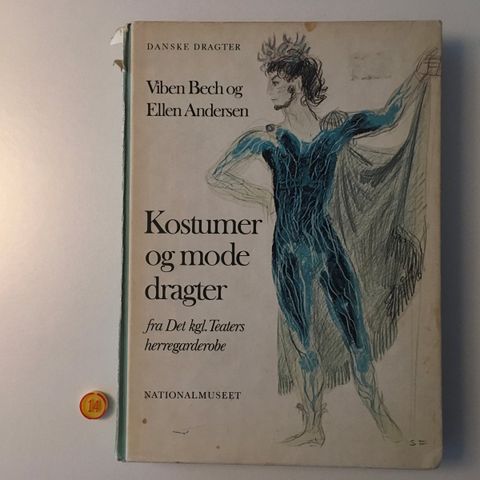 DANSKE DRAGTER
Viben Bech og
Ellen Andersen
Kostumer
og mode
dragter
fra Det kgl. Teaters
herregarderobe
NATIONALMUSEET
14